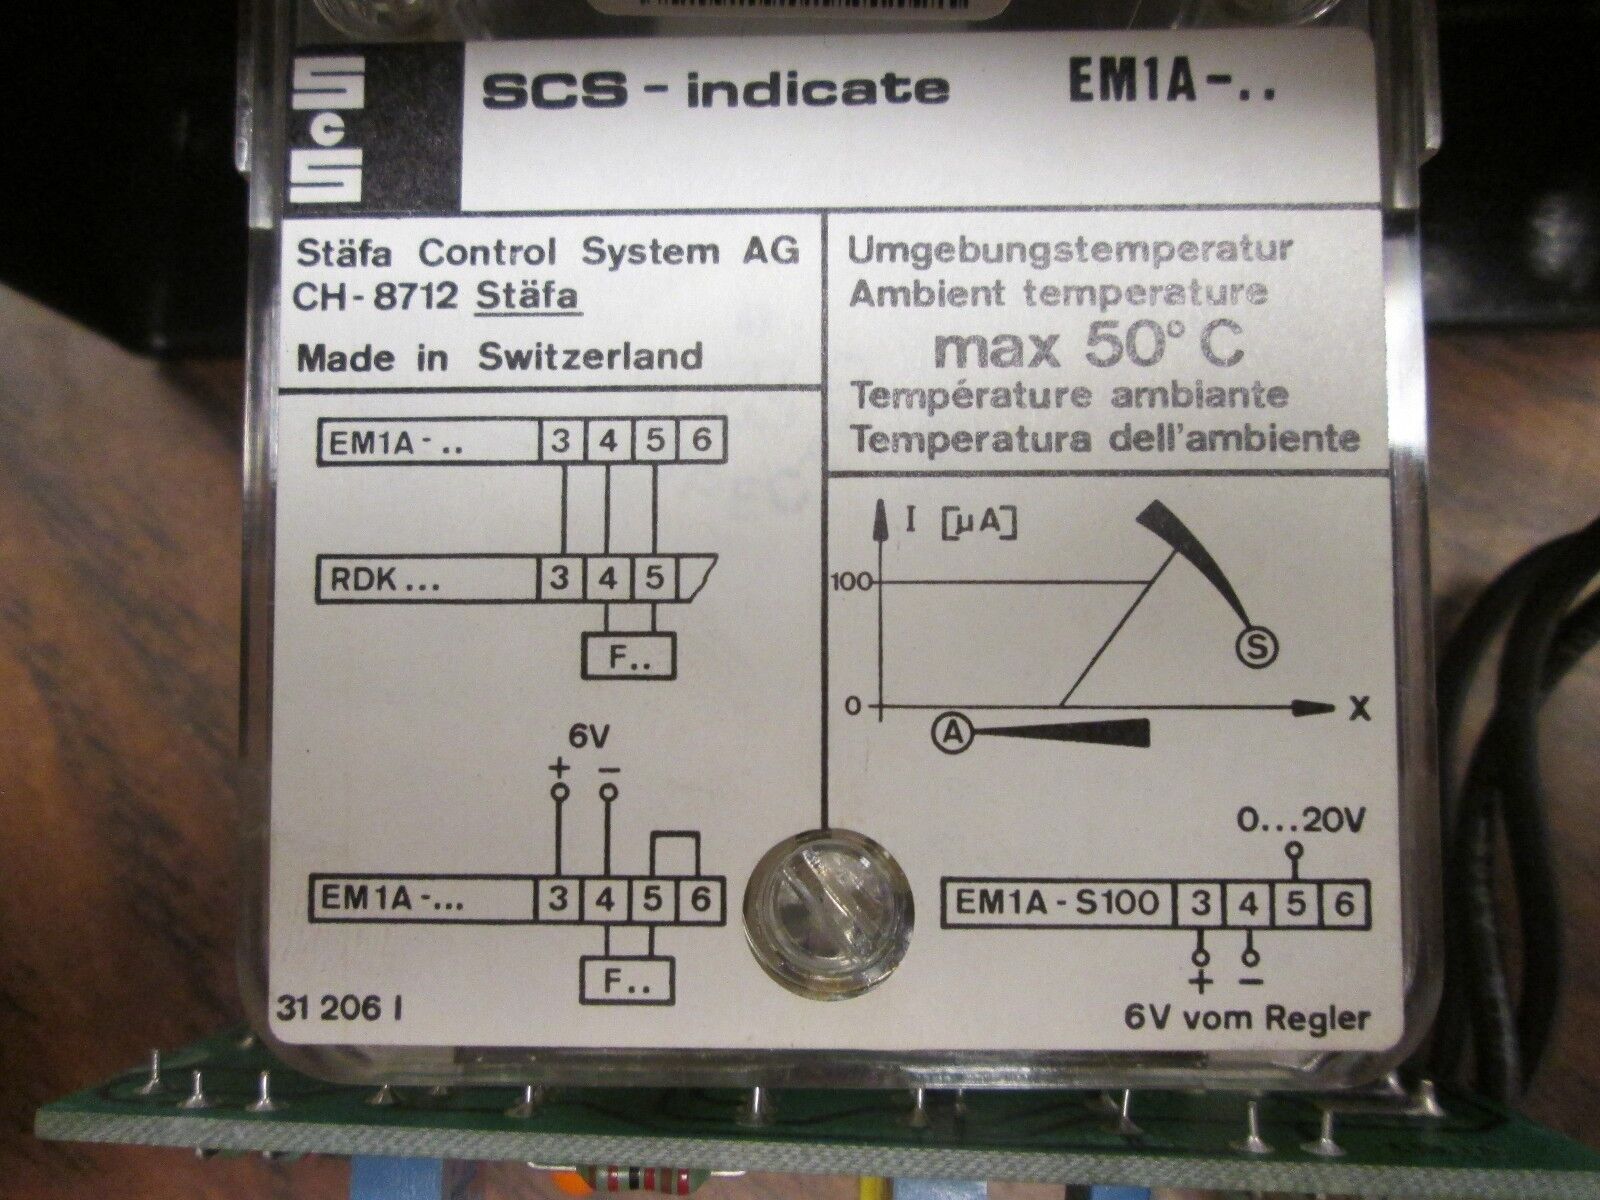 S
C
S
SCS - indicate EM1A-..
Stäfa Control System AG
CH-8712 Stäfa
Made in Switzerland
Umgebungstemperatur
Ambient temperature
max 50° C
Température ambiante
Temperatura dell'ambiente
EM1A - .. 3 4 5 6
RDK ... 3 4 5
F..
I [µA]
100
0
X
S
A
6V
+ −
EM1A -... 3 4 5 6
F..
31 206 I
0...20V
EM1A - S100 3 4 5 6
+ −
6V vom Regler